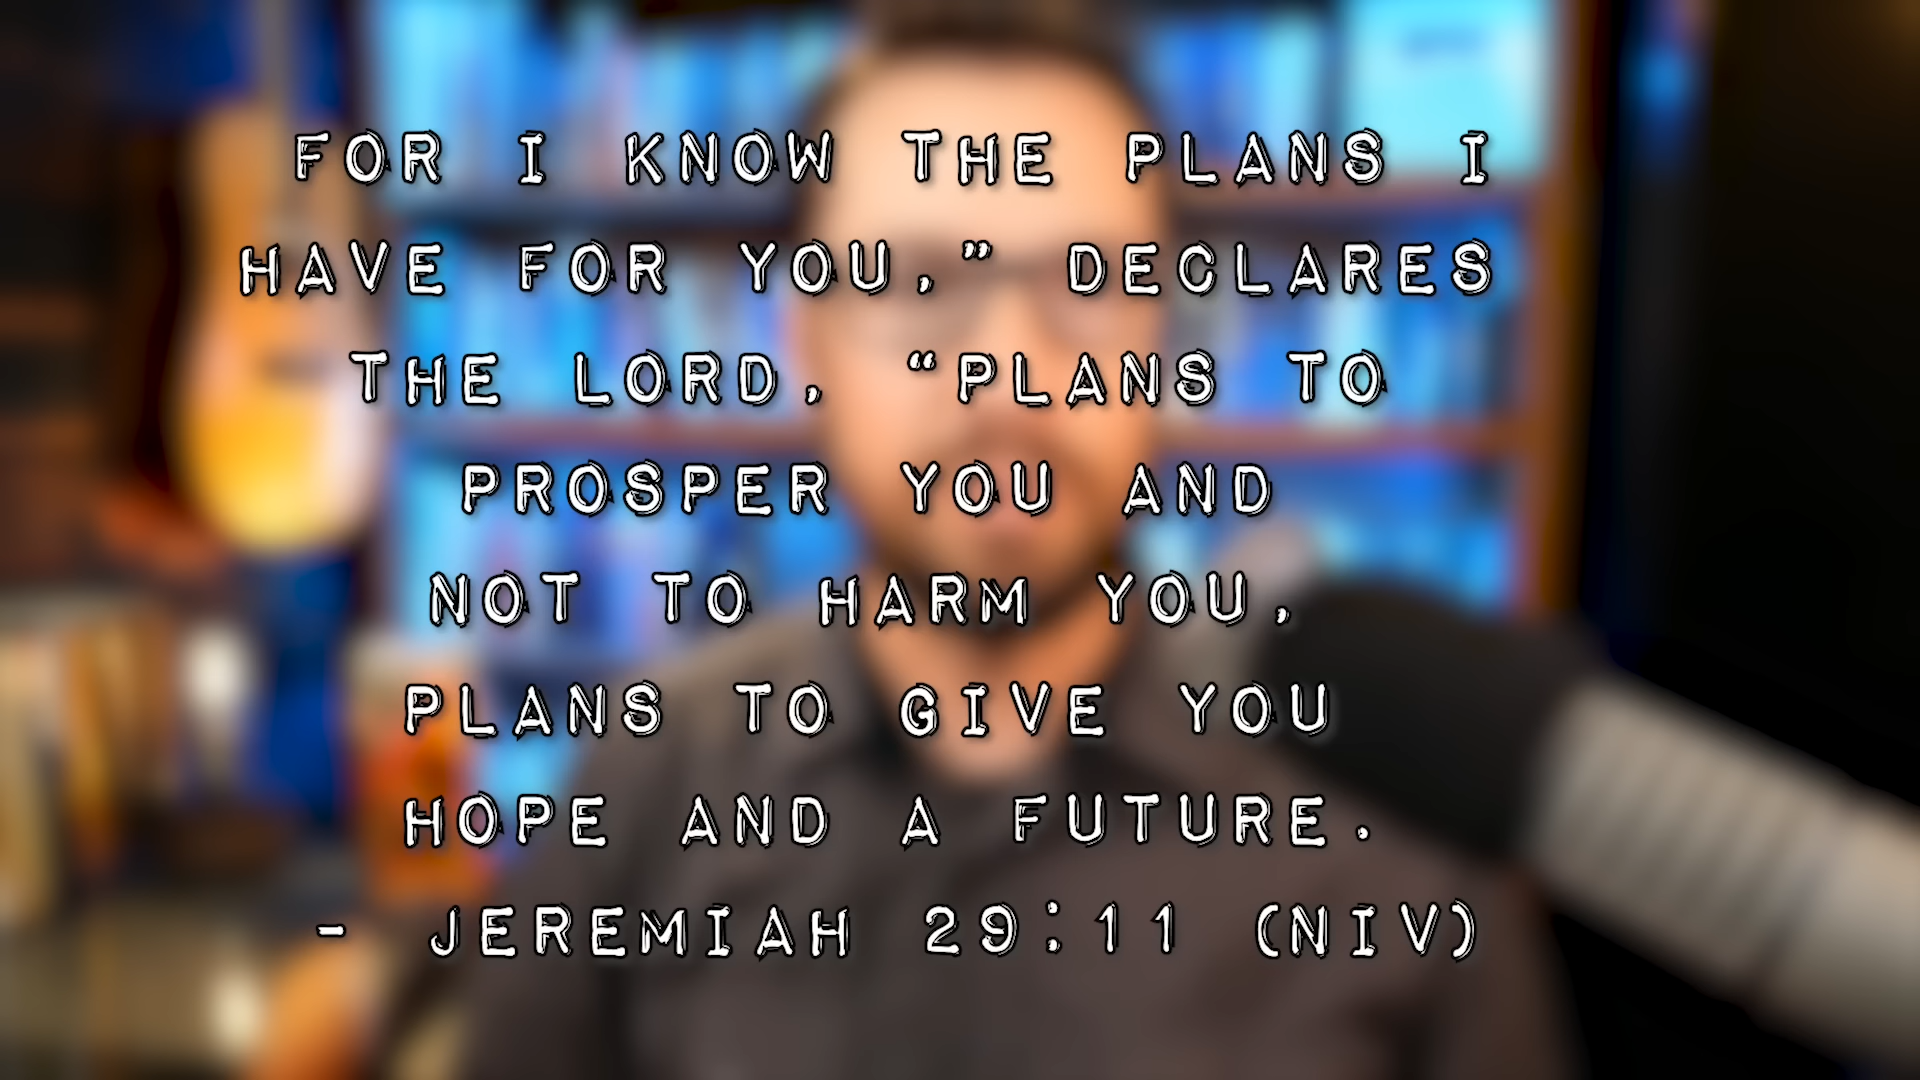 FOR I KNOW THE PLANS I
HAVE FOR YOU,” DECLARES
THE LORD, “PLANS TO
PROSPER YOU AND
NOT TO HARM YOU,
PLANS TO GIVE YOU
HOPE AND A FUTURE.
- JEREMIAH 29:11 (NIV)